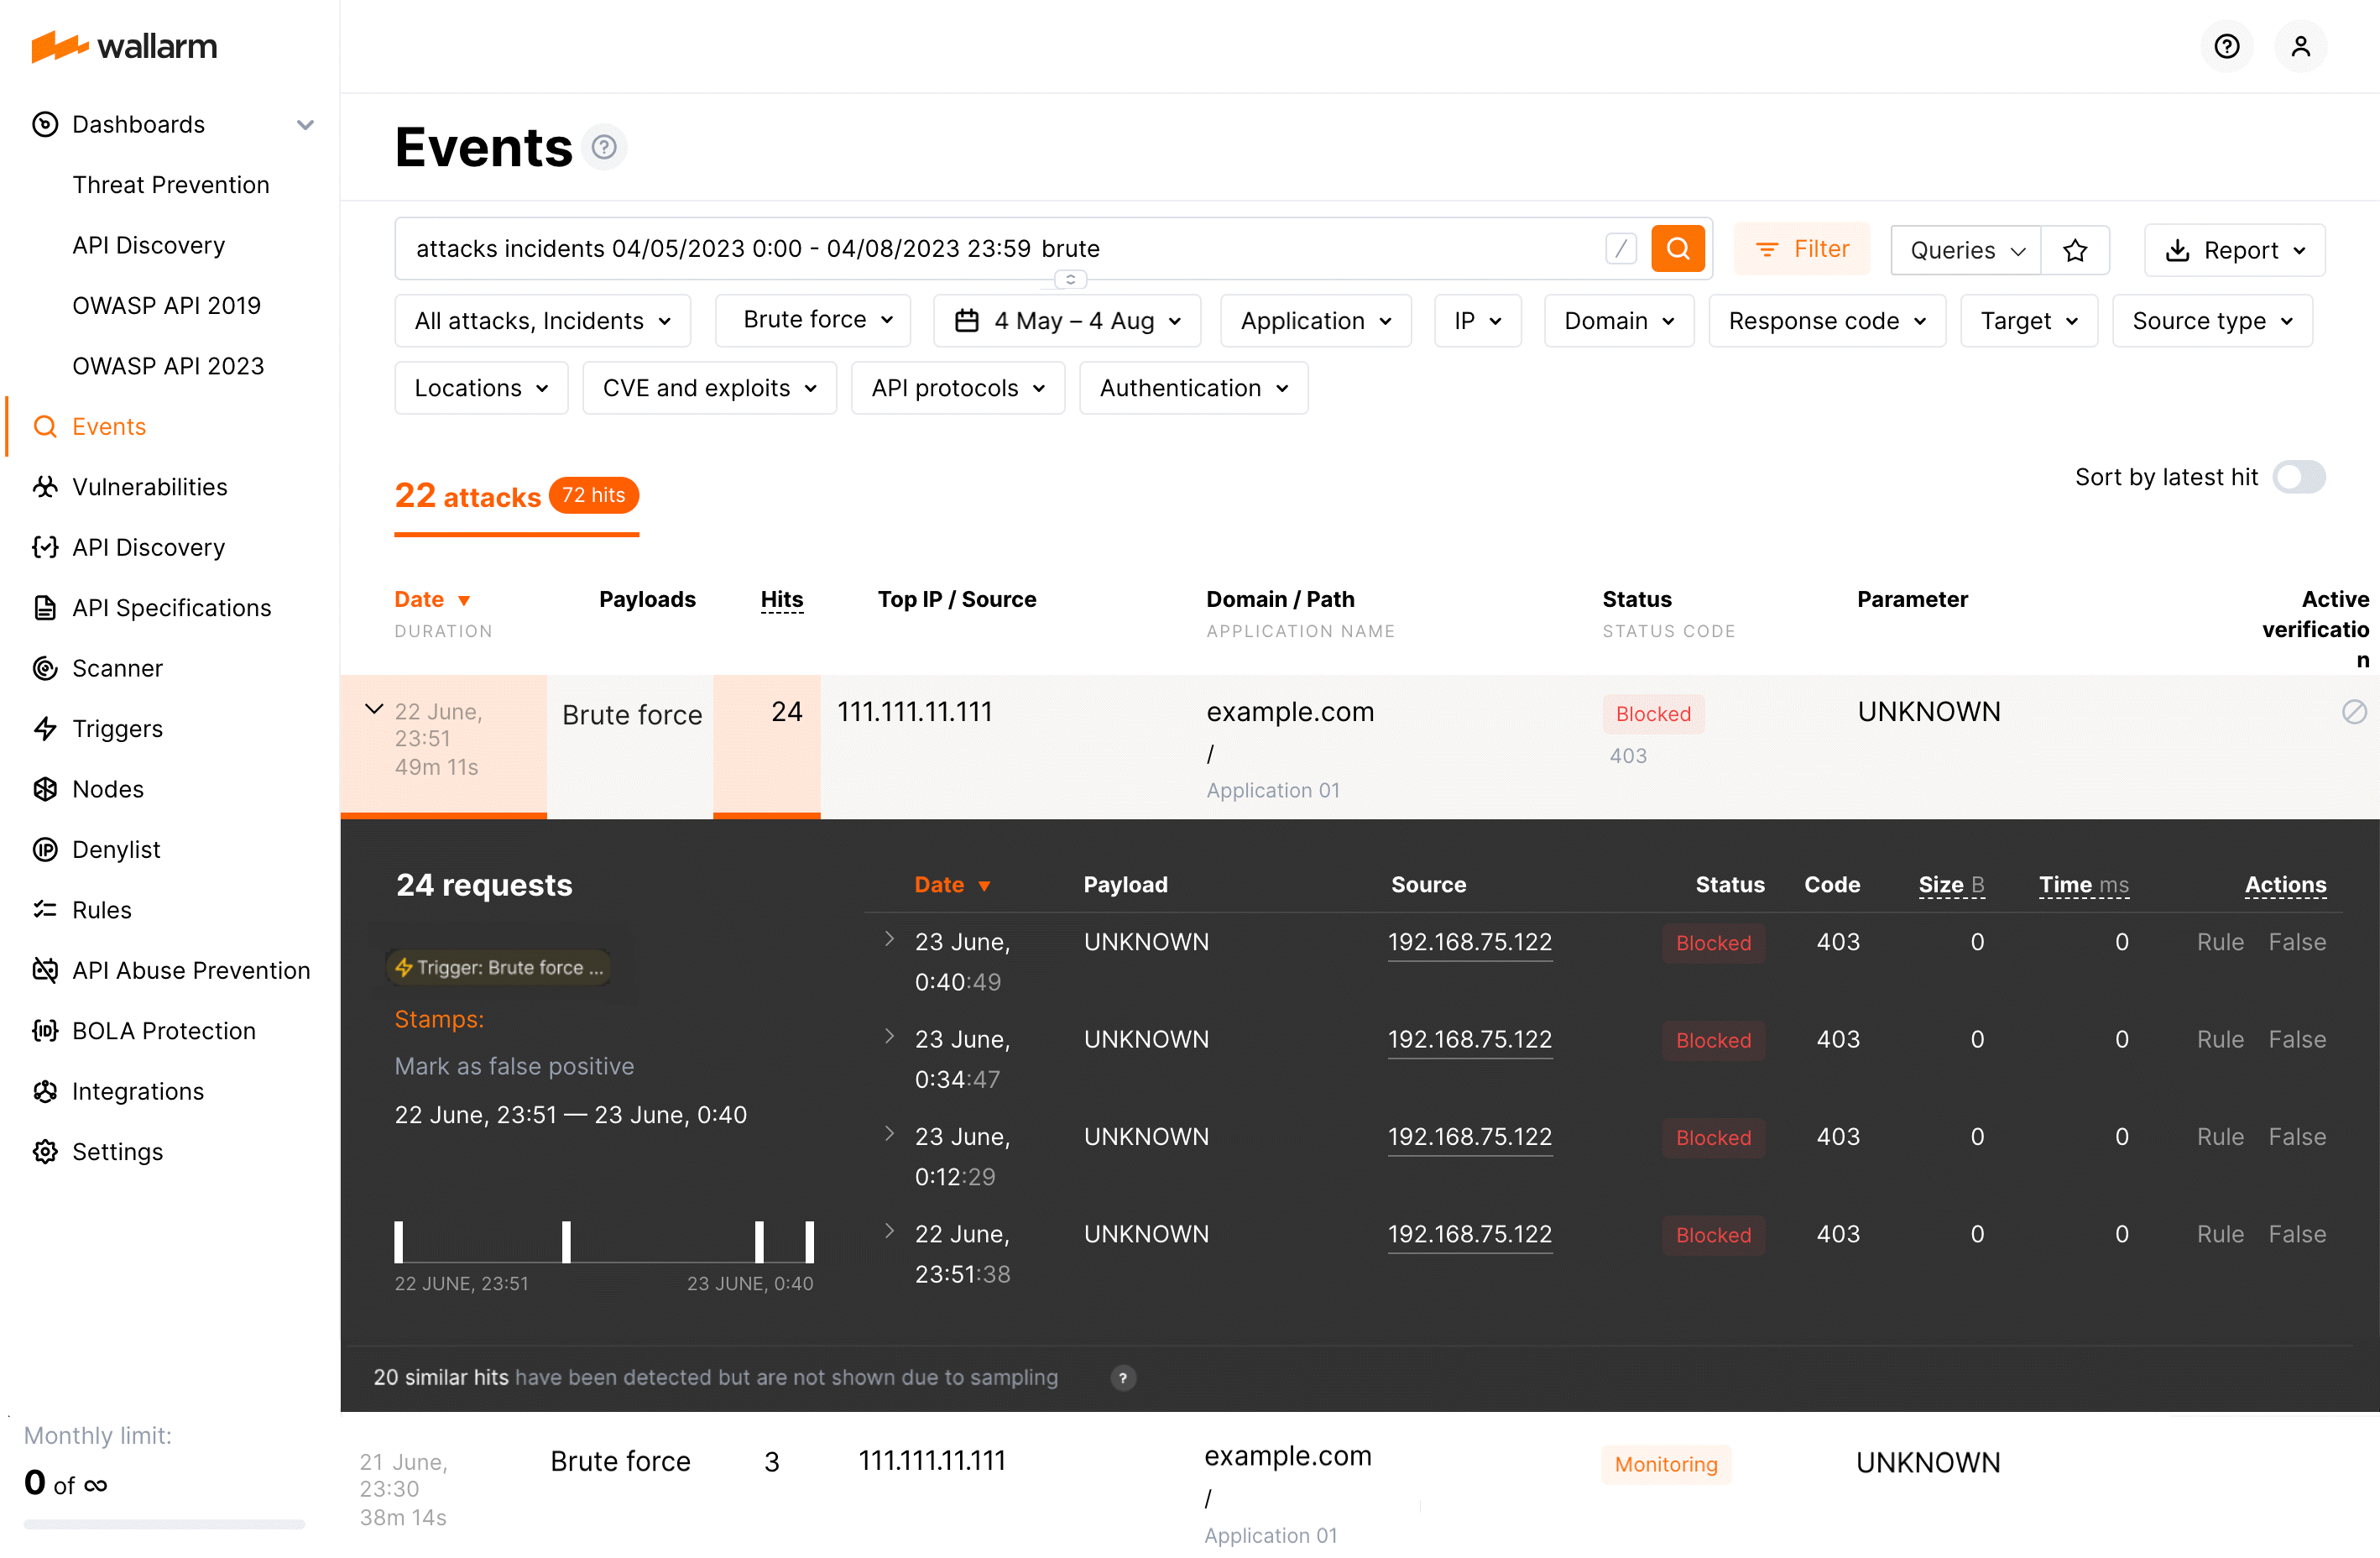 wallarm
Dashboards
Threat Prevention
API Discovery
OWASP API 2019
OWASP API 2023
Events
Vulnerabilities
API Discovery
API Specifications
Scanner
Triggers
Nodes
Denylist
Rules
API Abuse Prevention
BOLA Protection
Integrations
Settings
Monthly limit:
0 of ∞
Events ?
attacks incidents 04/05/2023 0:00 - 04/08/2023 23:59 brute /
Filter
Queries
Report
All attacks, Incidents
Brute force
4 May – 4 Aug
Application
IP
Domain
Response code
Target
Source type
Locations
CVE and exploits
API protocols
Authentication
22 attacks 72 hits
Sort by latest hit
Date Payloads Hits Top IP / Source Domain / Path Status Parameter Active
DURATION APPLICATION NAME STATUS CODE verificatio
n
22 June, Brute force 24 111.111.11.111 example.com Blocked UNKNOWN
23:51 / 403
49m 11s Application 01
24 requests
Trigger: Brute force ...
Stamps:
Mark as false positive
22 June, 23:51 — 23 June, 0:40
22 JUNE, 23:51 23 JUNE, 0:40
Date Payload Source Status Code Size B Time ms Actions
23 June, UNKNOWN 192.168.75.122 Blocked 403 0 0 Rule False
0:40:49
23 June, UNKNOWN 192.168.75.122 Blocked 403 0 0 Rule False
0:34:47
23 June, UNKNOWN 192.168.75.122 Blocked 403 0 0 Rule False
0:12:29
22 June, UNKNOWN 192.168.75.122 Blocked 403 0 0 Rule False
23:51:38
20 similar hits have been detected but are not shown due to sampling ?
21 June, Brute force 3 111.111.11.111 example.com Monitoring UNKNOWN
23:30 /
38m 14s Application 01